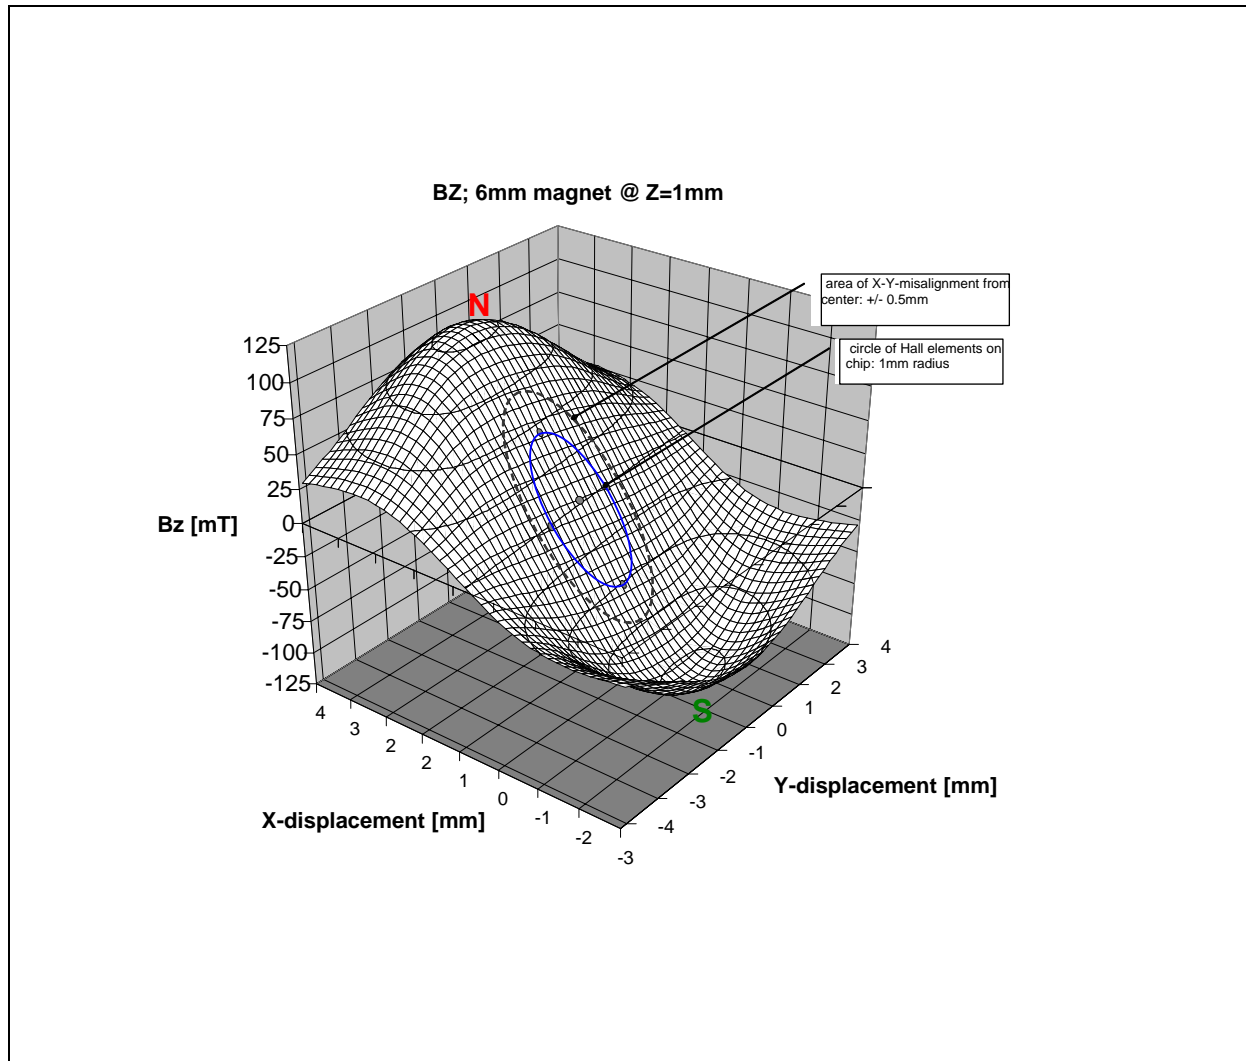 BZ; 6mm magnet @ Z=1mm
area of X-Y-misalignment from
center: +/- 0.5mm
circle of Hall elements on
chip: 1mm radius
N
125
100
75
50
25
0
-25
-50
-75
-100
-125
Bz [mT]
S
4
3
2
2
1
0
-1
-2
-3
X-displacement [mm]
4
3
2
1
0
-1
-2
-3
-4
Y-displacement [mm]